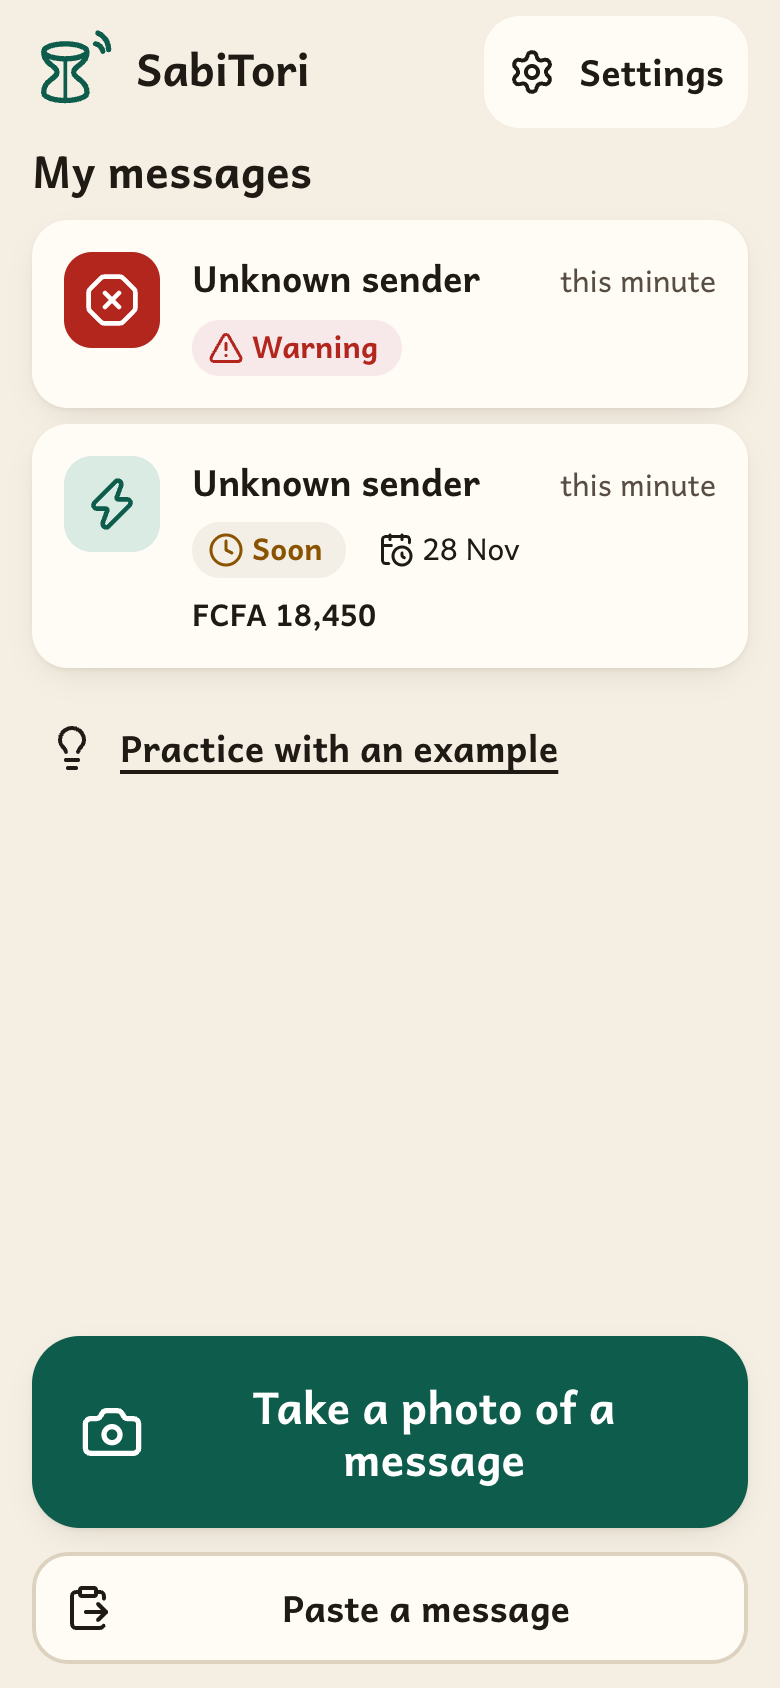 SabiTori
Settings
My messages
Unknown sender
this minute
Warning
Unknown sender
this minute
Soon
28 Nov
FCFA 18,450
Practice with an example
Take a photo of a
message
Paste a message